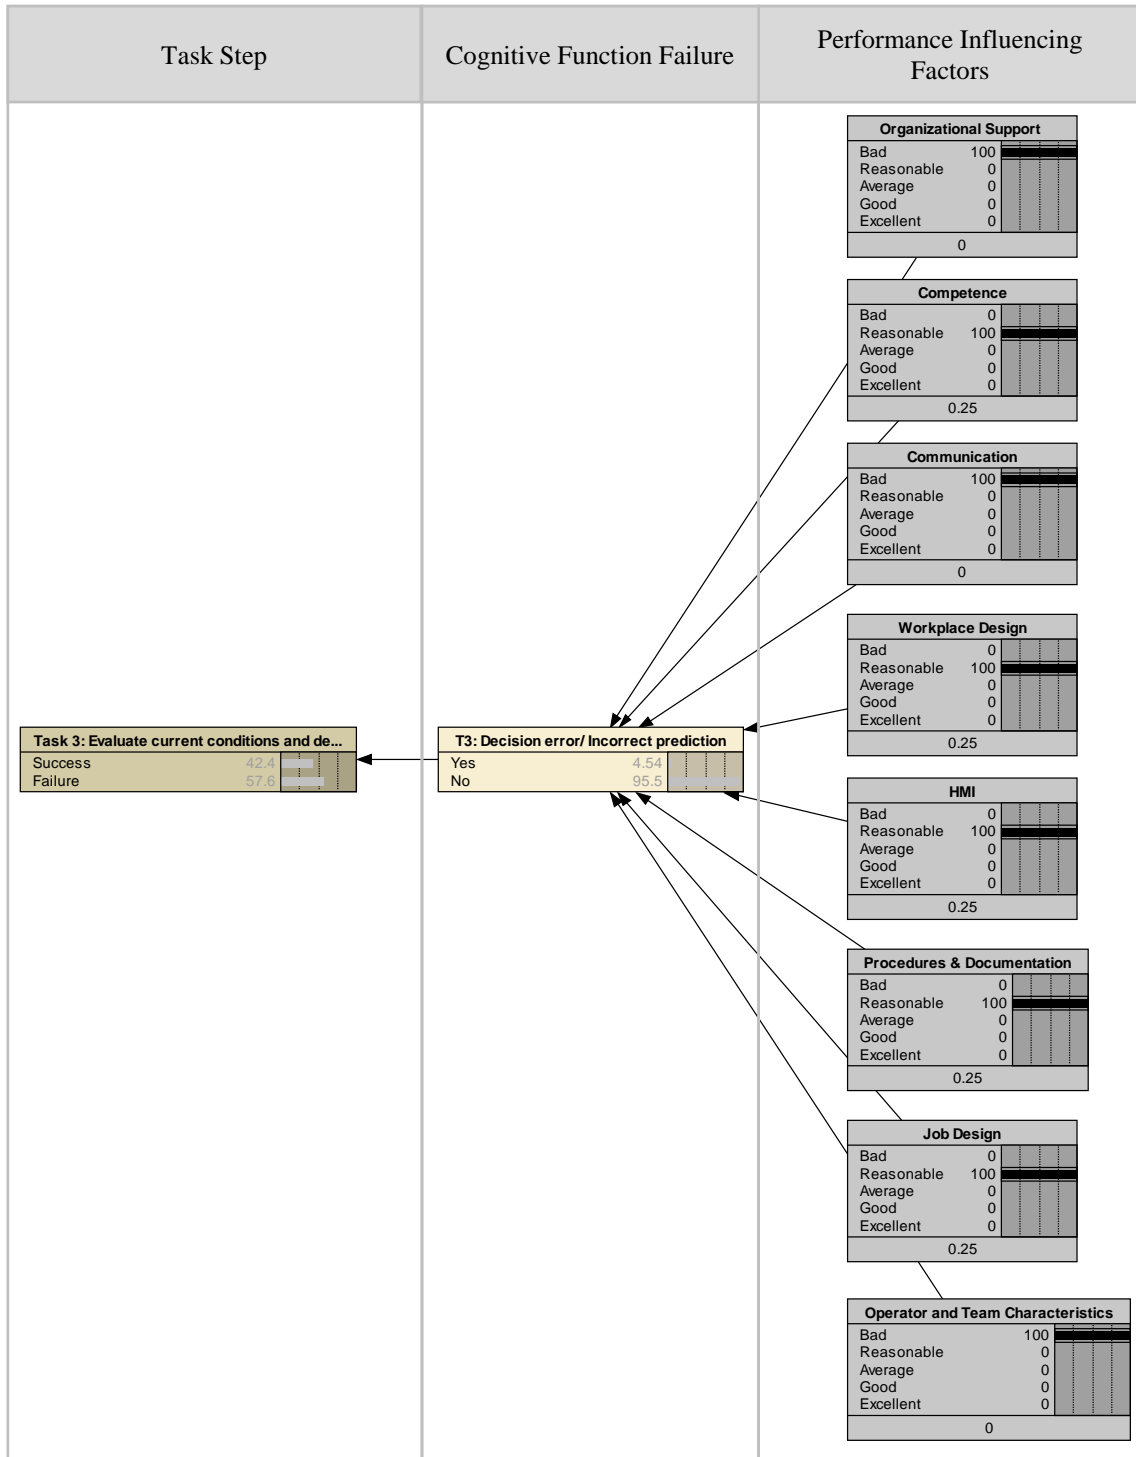 Task Step
Cognitive Function Failure
Performance Influencing
Factors
Organizational Support
Bad 100
Reasonable 0
Average 0
Good 0
Excellent 0
0
Competence
Bad 0
Reasonable 100
Average 0
Good 0
Excellent 0
0.25
Communication
Bad 100
Reasonable 0
Average 0
Good 0
Excellent 0
0
Workplace Design
Bad 0
Reasonable 100
Average 0
Good 0
Excellent 0
0.25
Task 3: Evaluate current conditions and de...
Success 42.4
Failure 57.6
T3: Decision error/ Incorrect prediction
Yes 4.54
No 95.5
HMI
Bad 0
Reasonable 100
Average 0
Good 0
Excellent 0
0.25
Procedures & Documentation
Bad 0
Reasonable 100
Average 0
Good 0
Excellent 0
0.25
Job Design
Bad 0
Reasonable 100
Average 0
Good 0
Excellent 0
0.25
Operator and Team Characteristics
Bad 100
Reasonable 0
Average 0
Good 0
Excellent 0
0